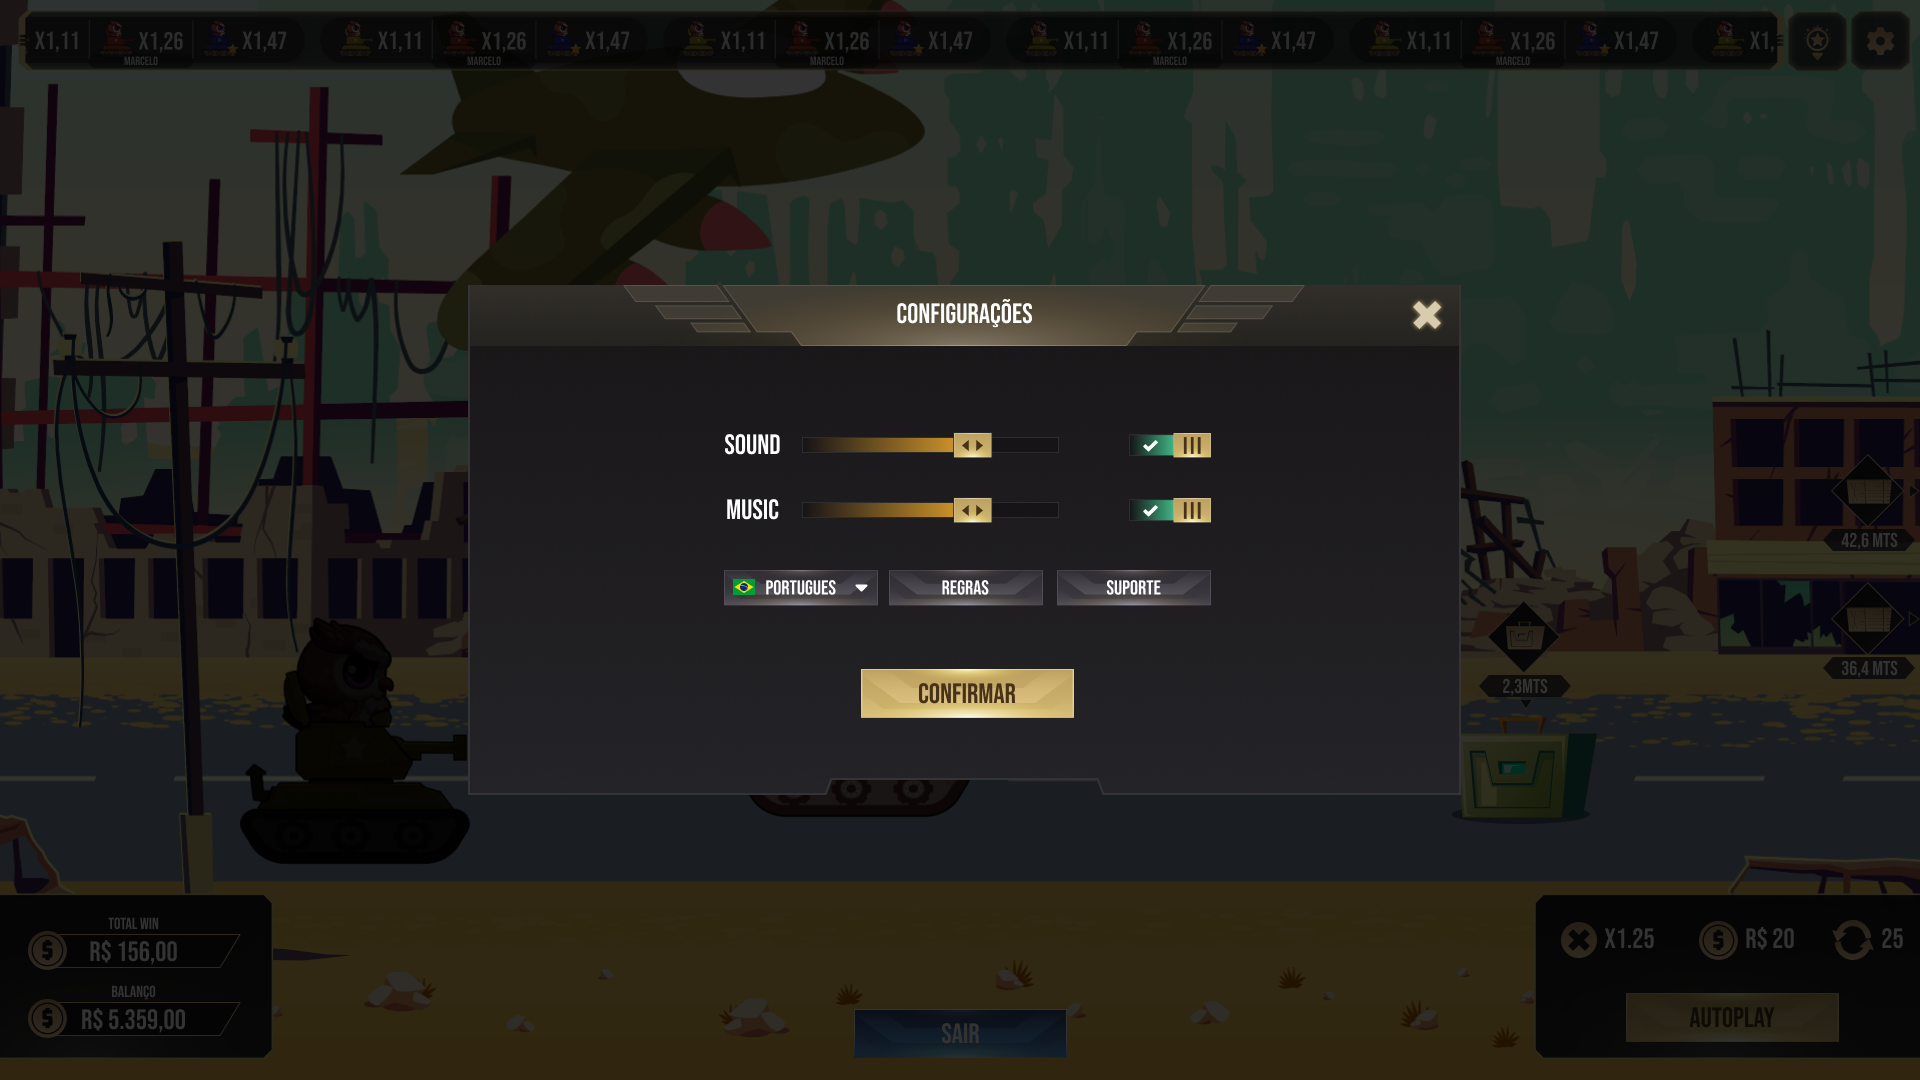 X1,11 X1,26 X1,47 X1,11 X1,26 X1,47 X1,11 X1,26 X1,47 X1,11 X1,26 X1,47 X1,11 X1,26 X1,47 X1,
MARCELO MARCELO MARCELO MARCELO MARCELO
CONFIGURAÇÕES
SOUND
MUSIC
PORTUGUES REGRAS SUPORTE
CONFIRMAR
42,6 MTS
36,4 MTS
2,3MTS
TOTAL WIN
R$ 156,00
BALANÇO
R$ 5.359,00
SAIR
X1.25 R$ 20 25
AUTOPLAY